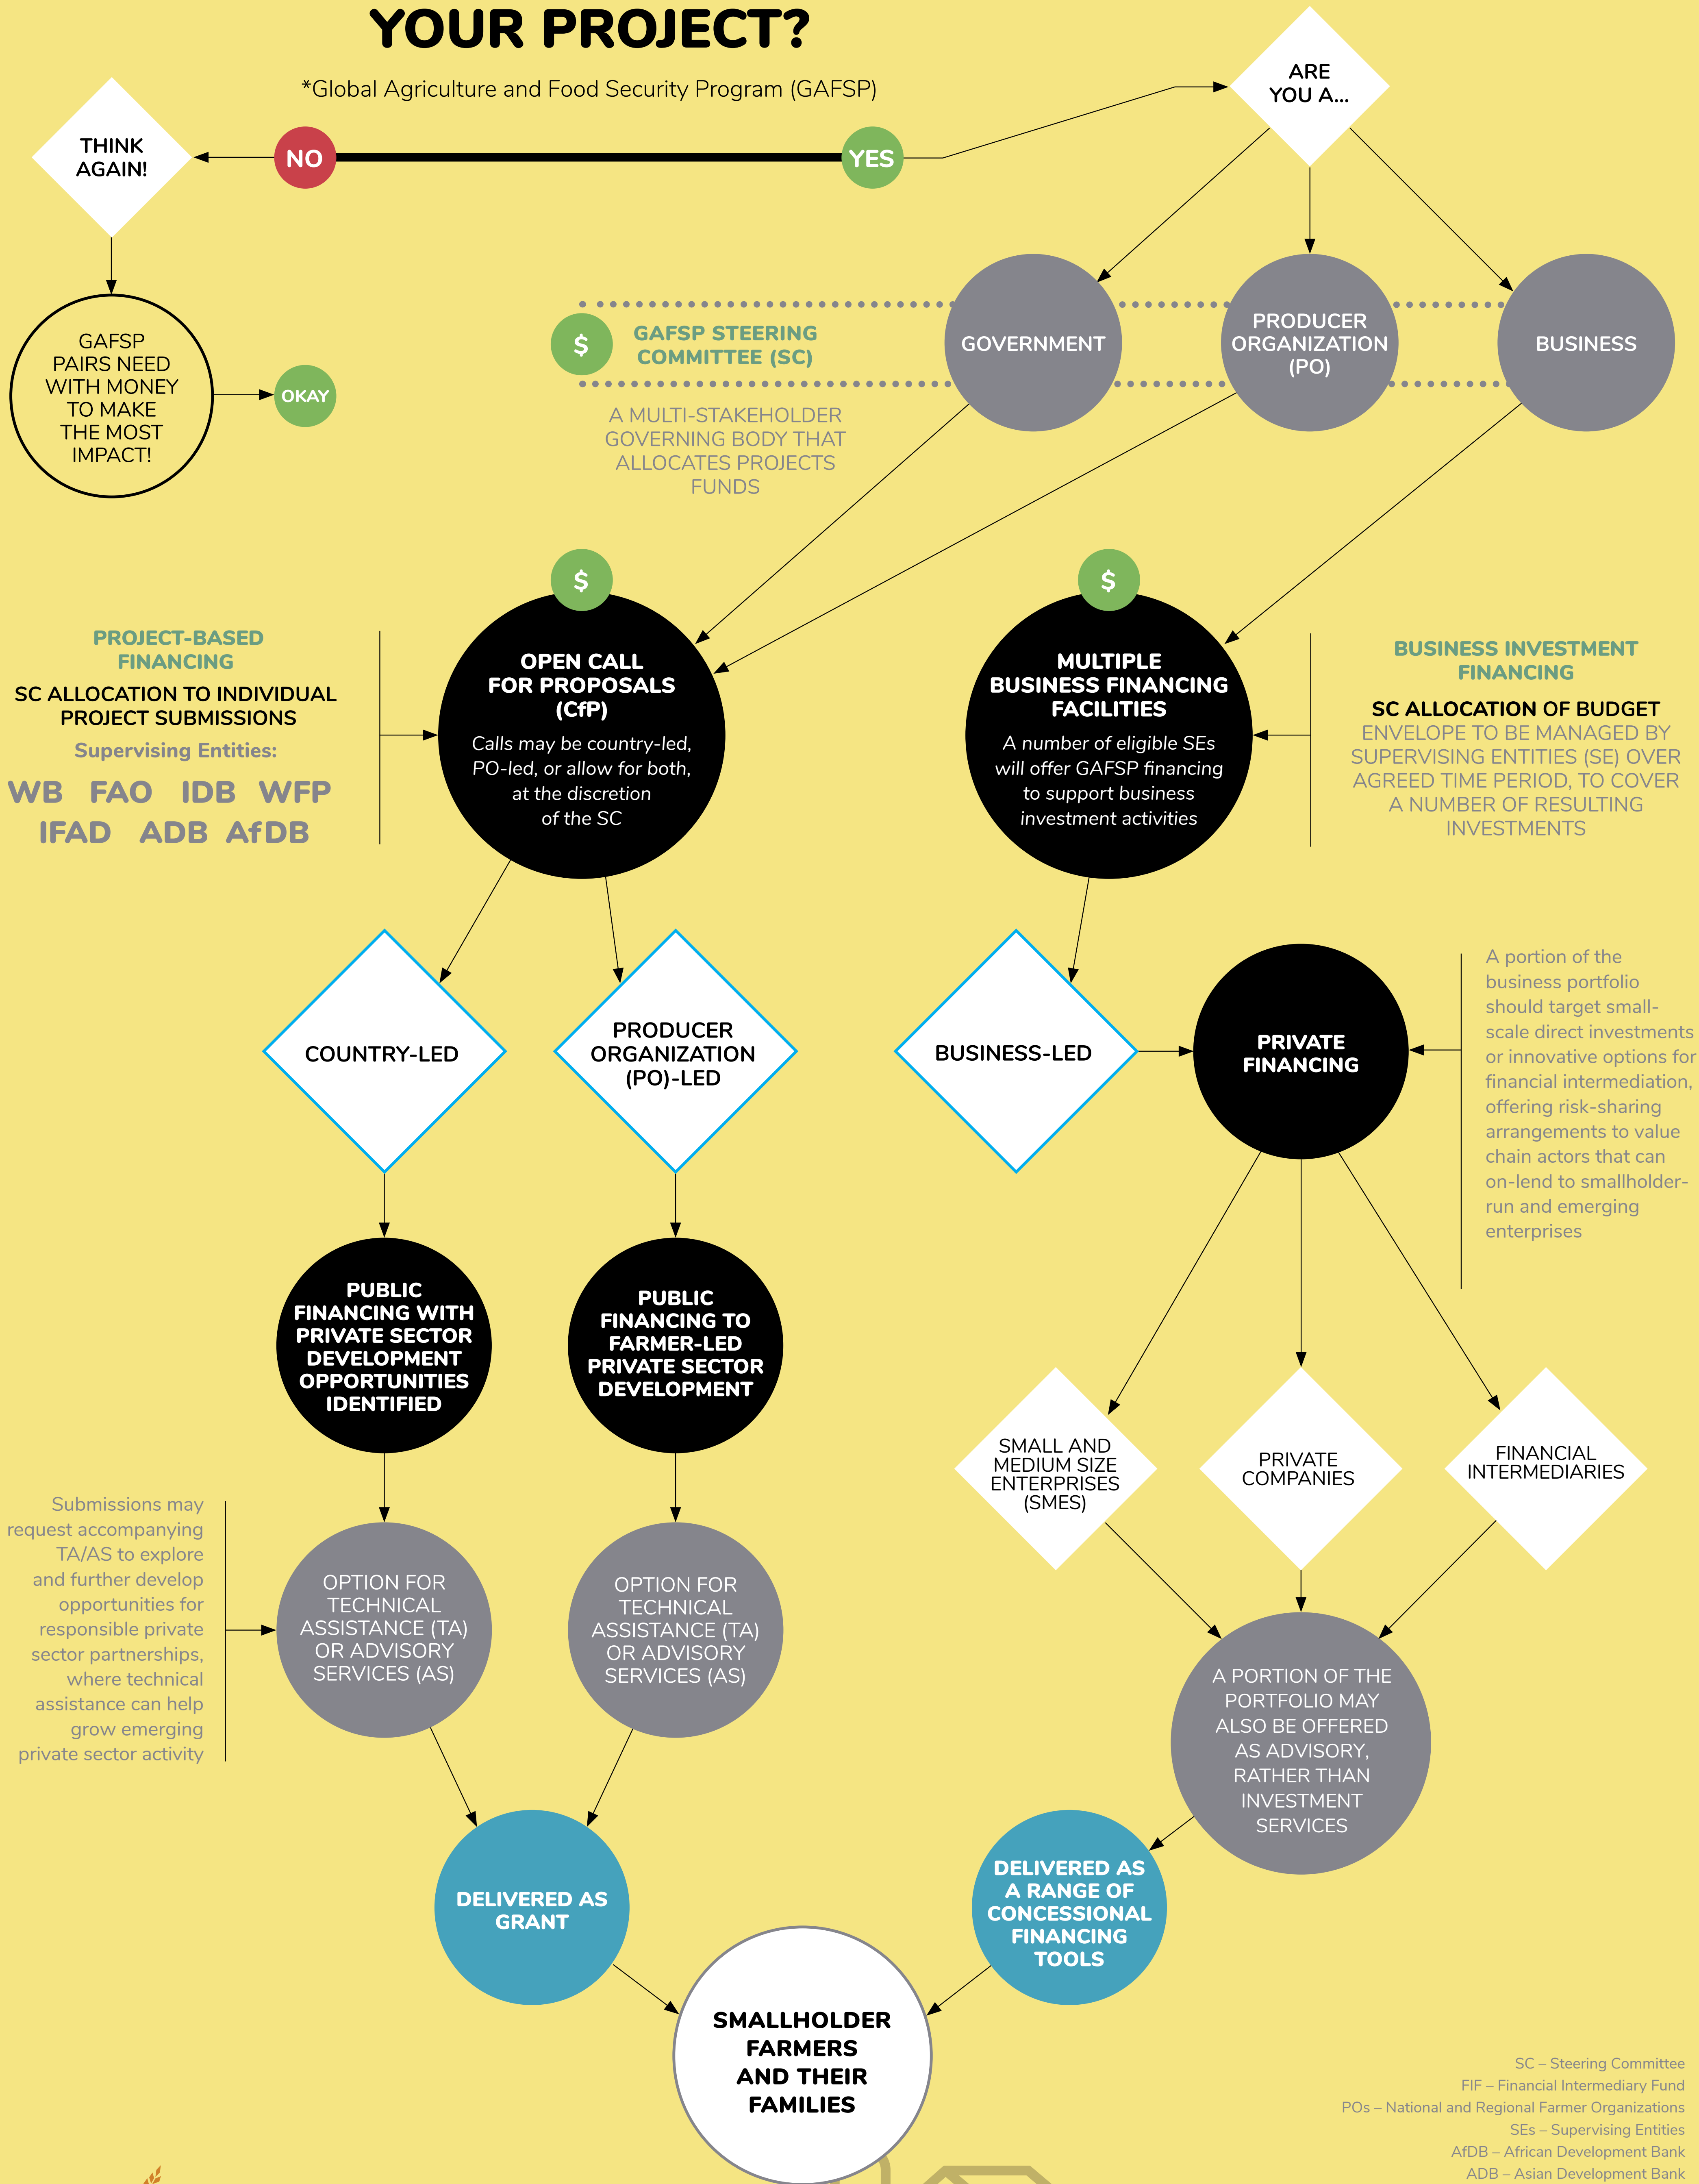 YOUR PROJECT?
*Global Agriculture and Food Security Program (GAFSP)
THINK
AGAIN!
NO
YES
ARE
YOU A...
GAFSP
PAIRS NEED
WITH MONEY
TO MAKE
THE MOST
IMPACT!
OKAY
$
GAFSP STEERING
COMMITTEE (SC)
A MULTI-STAKEHOLDER
GOVERNING BODY THAT
ALLOCATES PROJECTS
FUNDS
GOVERNMENT
PRODUCER
ORGANIZATION
(PO)
BUSINESS
PROJECT-BASED
FINANCING
SC ALLOCATION TO INDIVIDUAL
PROJECT SUBMISSIONS
Supervising Entities:
WB FAO IDB WFP
IFAD ADB AfDB
$
OPEN CALL
FOR PROPOSALS
(CfP)
Calls may be country-led,
PO-led, or allow for both,
at the discretion
of the SC
$
MULTIPLE
BUSINESS FINANCING
FACILITIES
A number of eligible SEs
will offer GAFSP financing
to support business
investment activities
BUSINESS INVESTMENT
FINANCING
SC ALLOCATION OF BUDGET
ENVELOPE TO BE MANAGED BY
SUPERVISING ENTITIES (SE) OVER
AGREED TIME PERIOD, TO COVER
A NUMBER OF RESULTING
INVESTMENTS
COUNTRY-LED
PRODUCER
ORGANIZATION
(PO)-LED
BUSINESS-LED
PRIVATE
FINANCING
A portion of the
business portfolio
should target small-
scale direct investments
or innovative options for
financial intermediation,
offering risk-sharing
arrangements to value
chain actors that can
on-lend to smallholder-
run and emerging
enterprises
PUBLIC
FINANCING WITH
PRIVATE SECTOR
DEVELOPMENT
OPPORTUNITIES
IDENTIFIED
PUBLIC
FINANCING TO
FARMER-LED
PRIVATE SECTOR
DEVELOPMENT
SMALL AND
MEDIUM SIZE
ENTERPRISES
(SMES)
PRIVATE
COMPANIES
FINANCIAL
INTERMEDIARIES
Submissions may
request accompanying
TA/AS to explore
and further develop
opportunities for
responsible private
sector partnerships,
where technical
assistance can help
grow emerging
private sector activity
OPTION FOR
TECHNICAL
ASSISTANCE (TA)
OR ADVISORY
SERVICES (AS)
OPTION FOR
TECHNICAL
ASSISTANCE (TA)
OR ADVISORY
SERVICES (AS)
A PORTION OF THE
PORTFOLIO MAY
ALSO BE OFFERED
AS ADVISORY,
RATHER THAN
INVESTMENT
SERVICES
DELIVERED AS
GRANT
DELIVERED AS
A RANGE OF
CONCESSIONAL
FINANCING
TOOLS
SMALLHOLDER
FARMERS
AND THEIR
FAMILIES
SC – Steering Committee
FIF – Financial Intermediary Fund
POs – National and Regional Farmer Organizations
SEs – Supervising Entities
AfDB – African Development Bank
ADB – Asian Development Bank